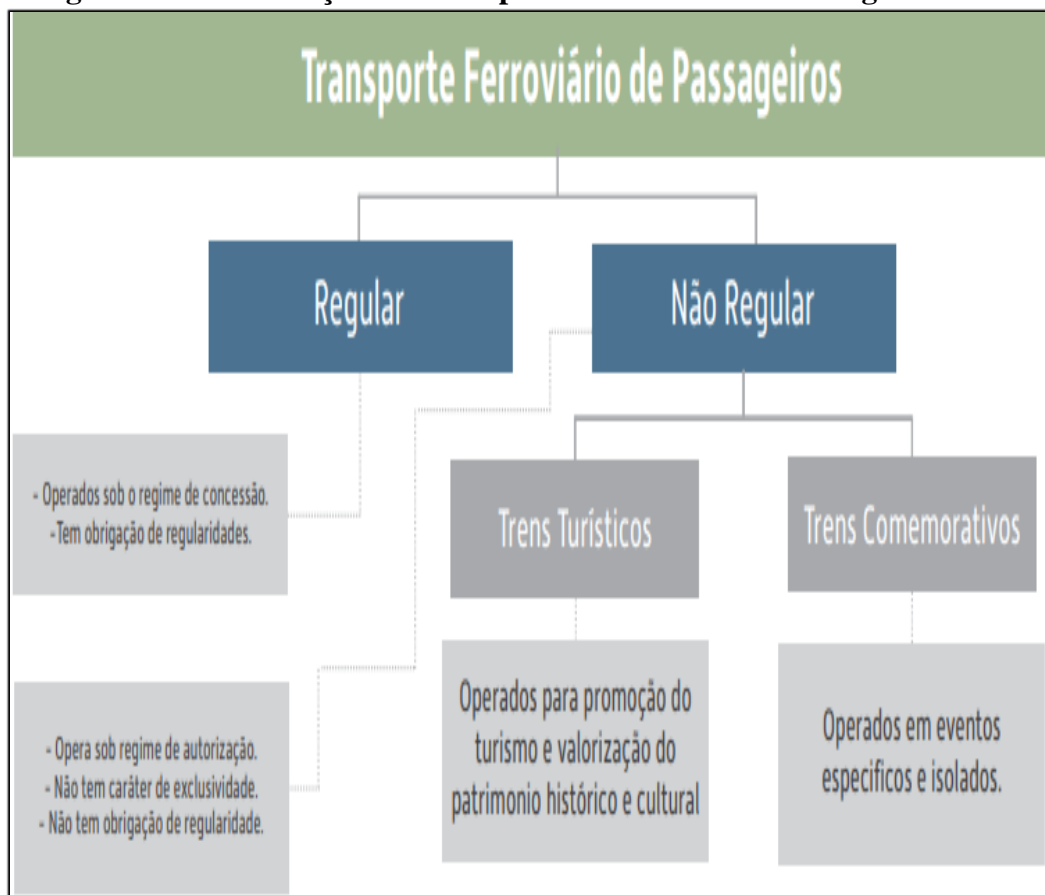 Transporte Ferroviário de Passageiros
Regular
Não Regular
- Operados sob o regime de concessão.
-Tem obrigação de regularidades.
Trens Turísticos
Trens Comemorativos
- Opera sob regime de autorização.
- Não tem caráter de exclusividade.
- Não tem obrigação de regularidade.
Operados para promoção do
turismo e valorização do
patrimonio histórico e cultural
Operados em eventos
especificos e isolados.